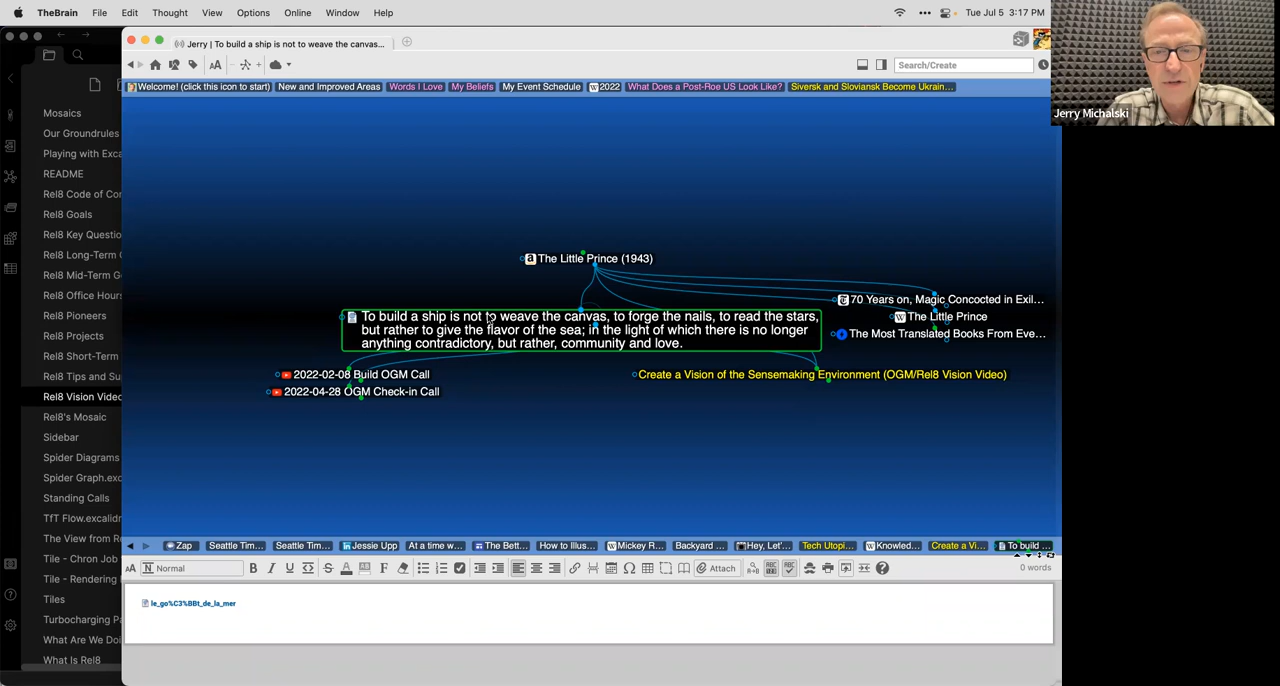 TheBrain File Edit Thought View Options Online Window Help
Tue Jul 5 3:17 PM
Jerry | To build a ship is not to weave the canvas...
AA
Search/Create
Welcome! (click this icon to start) New and Improved Areas Words I Love My Beliefs My Event Schedule 2022 What Does a Post-Roe US Look Like? Siversk and Sloviansk Become Ukrain...
Jerry Michalski
Mosaics
Our Groundrules
Playing with Exca
README
Rel8 Code of Cor
Rel8 Goals
Rel8 Key Questio
Rel8 Long-Term G
Rel8 Mid-Term G
Rel8 Office Hours
Rel8 Projects
Rel8 Short-Term
Rel8 Tips and Su
Rel8 Vision Video
Rel8's Mosaic
Sidebar
Spider Diagrams
Spider Graph.exc
Standing Calls
TfT Flow.excalidr
The View from R
Tile - Chron Job
Tile - Rendering
Tiles
Turbocharging Pa
What Are We Doi
What Is Rel8
The Little Prince (1943)
70 Years on, Magic Concocted in Exil...
The Little Prince
The Most Translated Books From Eve...
To build a ship is not to weave the canvas, to forge the nails, to read the stars
but rather to give the flavor of the sea; in the light of which there is no longer
anything contradictory, but rather, community and love.
2022-02-08 Build OGM Call
2022-04-28 OGM Check-in Call
Create a Vision of the Sensemaking Environment (OGM/Rel8 Vision Video)
Zap Seattle Tim... Seattle Tim... Jessie Upp At a time w... The Bett... How to Illus... Mickey R... Backyard ... Hey, Let'... Tech Utopi... Knowled... Create a Vi... To build ...
0 words
AA N Normal B I U S A F Attach
le_go%C3%BBt_de_la_mer